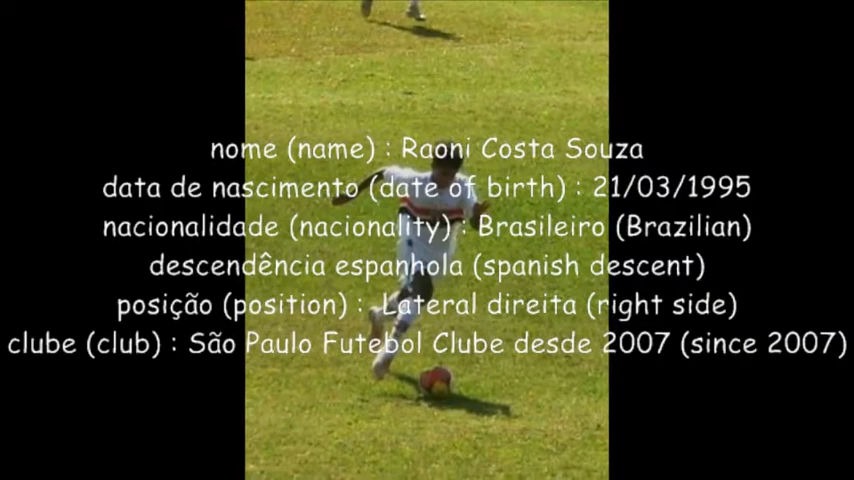 nome (name) : Raoni Costa Souza
data de nascimento (date of birth) : 21/03/1995
nacionalidade (nacionality) : Brasileiro (Brazilian)
descendência espanhola (spanish descent)
posição (position) :  Lateral direita (right side)
clube (club) : São Paulo Futebol Clube desde 2007 (since 2007)